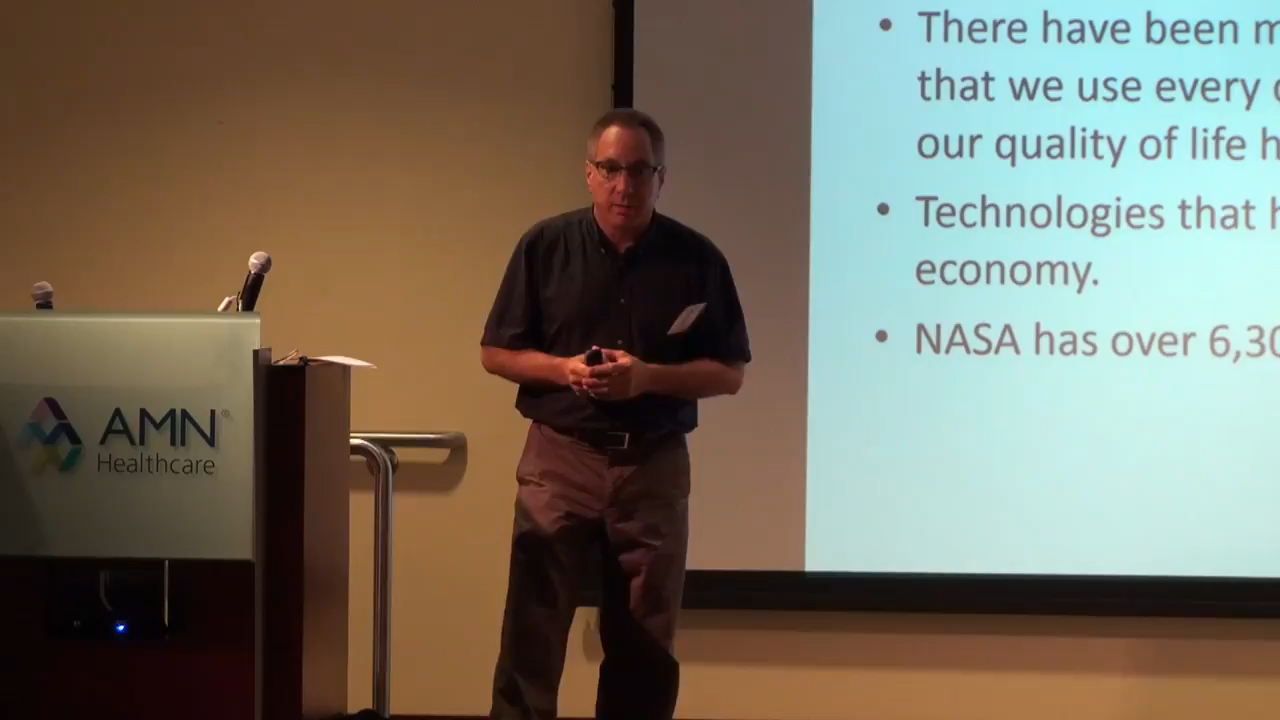 • There have been m
that we use every
our quality of life h
• Technologies that h
economy.
• NASA has over 6,30
AMN®
Healthcare